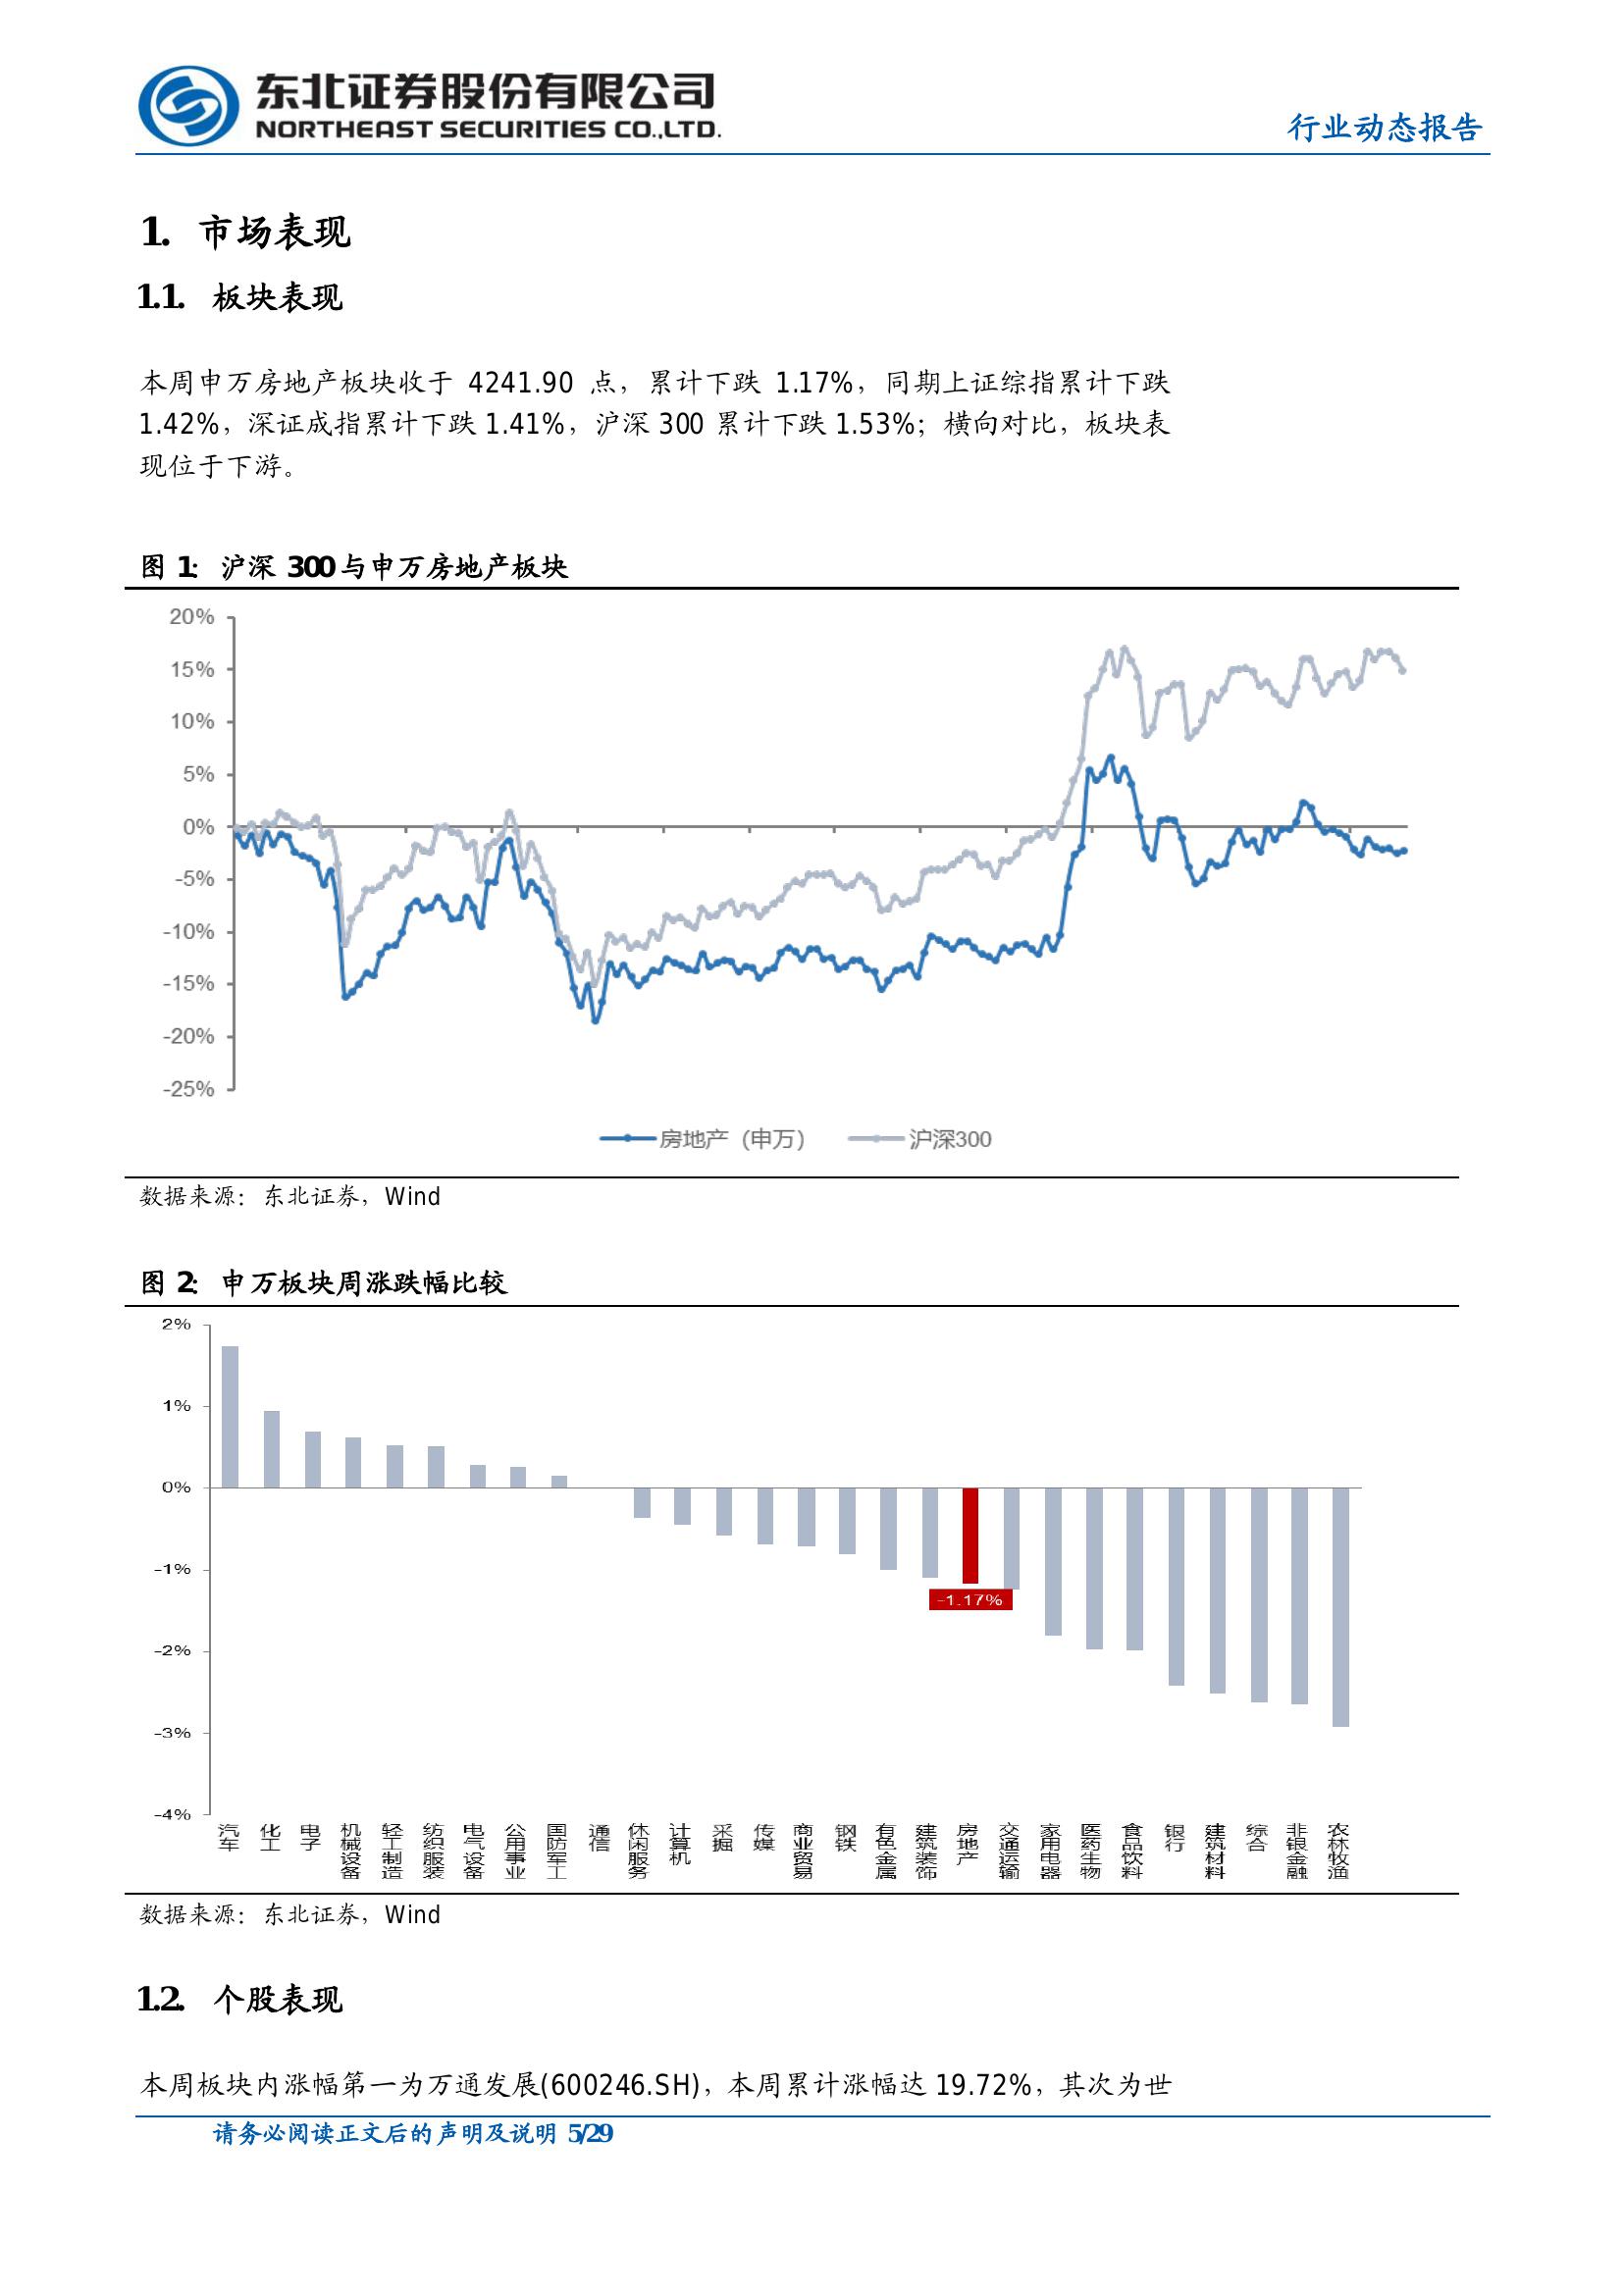 东北证券股份有限公司
NORTHEAST SECURITIES CO.,LTD.
行业动态报告
1. 市场表现
1.1. 板块表现
本周申万房地产板块收于 4241.90 点，累计下跌 1.17%，同期上证综指累计下跌
1.42%，深证成指累计下跌 1.41%，沪深 300 累计下跌 1.53%；横向对比，板块表
现位于下游。
图 1: 沪深 300与申万房地产板块
20%
15%
10%
5%
0%
-5%
-10%
-15%
-20%
-25%
房地产（申万） 沪深300
数据来源：东北证券，Wind
图 2: 申万板块周涨跌幅比较
2%
1%
0%
-1%
-1.17%
-2%
-3%
-4%
汽车 化工 电子 机械设备 轻工制造 纺织服装 电气设备 公用事业 国防军工 通信 休闲服务 计算机 采掘 传媒 商业贸易 钢铁 有色金属 建筑装饰 房地产 交通运输 家用电器 医药生物 食品饮料 银行 建筑材料 综合 非银金融 农林牧渔
数据来源：东北证券，Wind
1.2. 个股表现
本周板块内涨幅第一为万通发展(600246.SH)，本周累计涨幅达 19.72%，其次为世
请务必阅读正文后的声明及说明 5/29